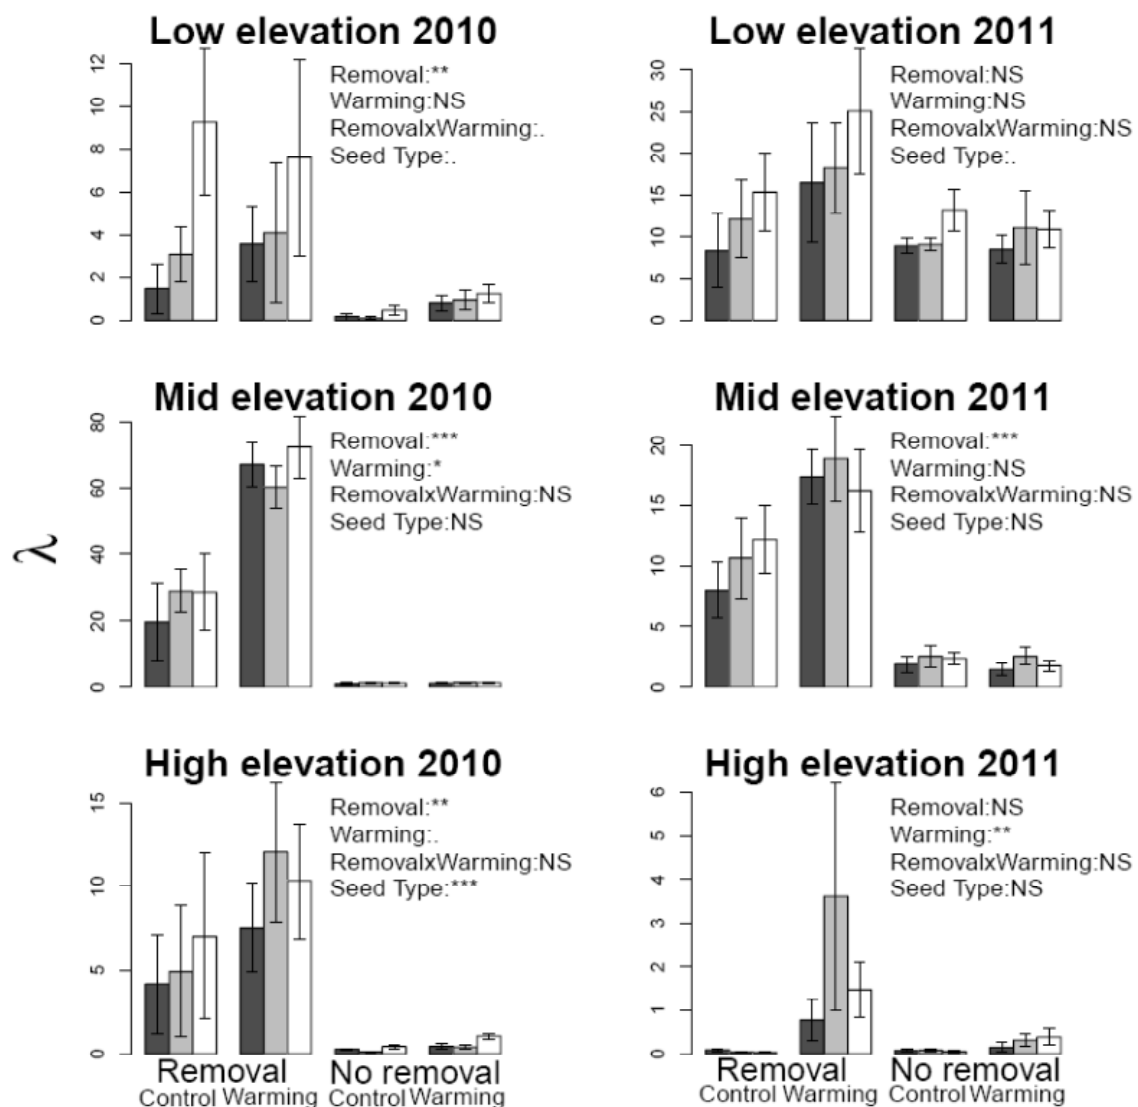 Low elevation 2010
12
10
8
6
4
2
0
Removal:**
Warming:NS
RemovalxWarming:.
Seed Type:.
Low elevation 2011
30
25
20
15
10
5
0
Removal:NS
Warming:NS
RemovalxWarming:NS
Seed Type:.
λ
Mid elevation 2010
80
60
40
20
0
Removal:***
Warming:*
RemovalxWarming:NS
Seed Type:NS
Mid elevation 2011
20
15
10
5
0
Removal:***
Warming:NS
RemovalxWarming:NS
Seed Type:NS
High elevation 2010
15
10
5
0
Removal:**
Warming:.
RemovalxWarming:NS
Seed Type:***
Removal No removal
Control Warming Control Warming
High elevation 2011
6
5
4
3
2
1
0
Removal:NS
Warming:**
RemovalxWarming:NS
Seed Type:NS
Removal No removal
Control Warming Control Warming